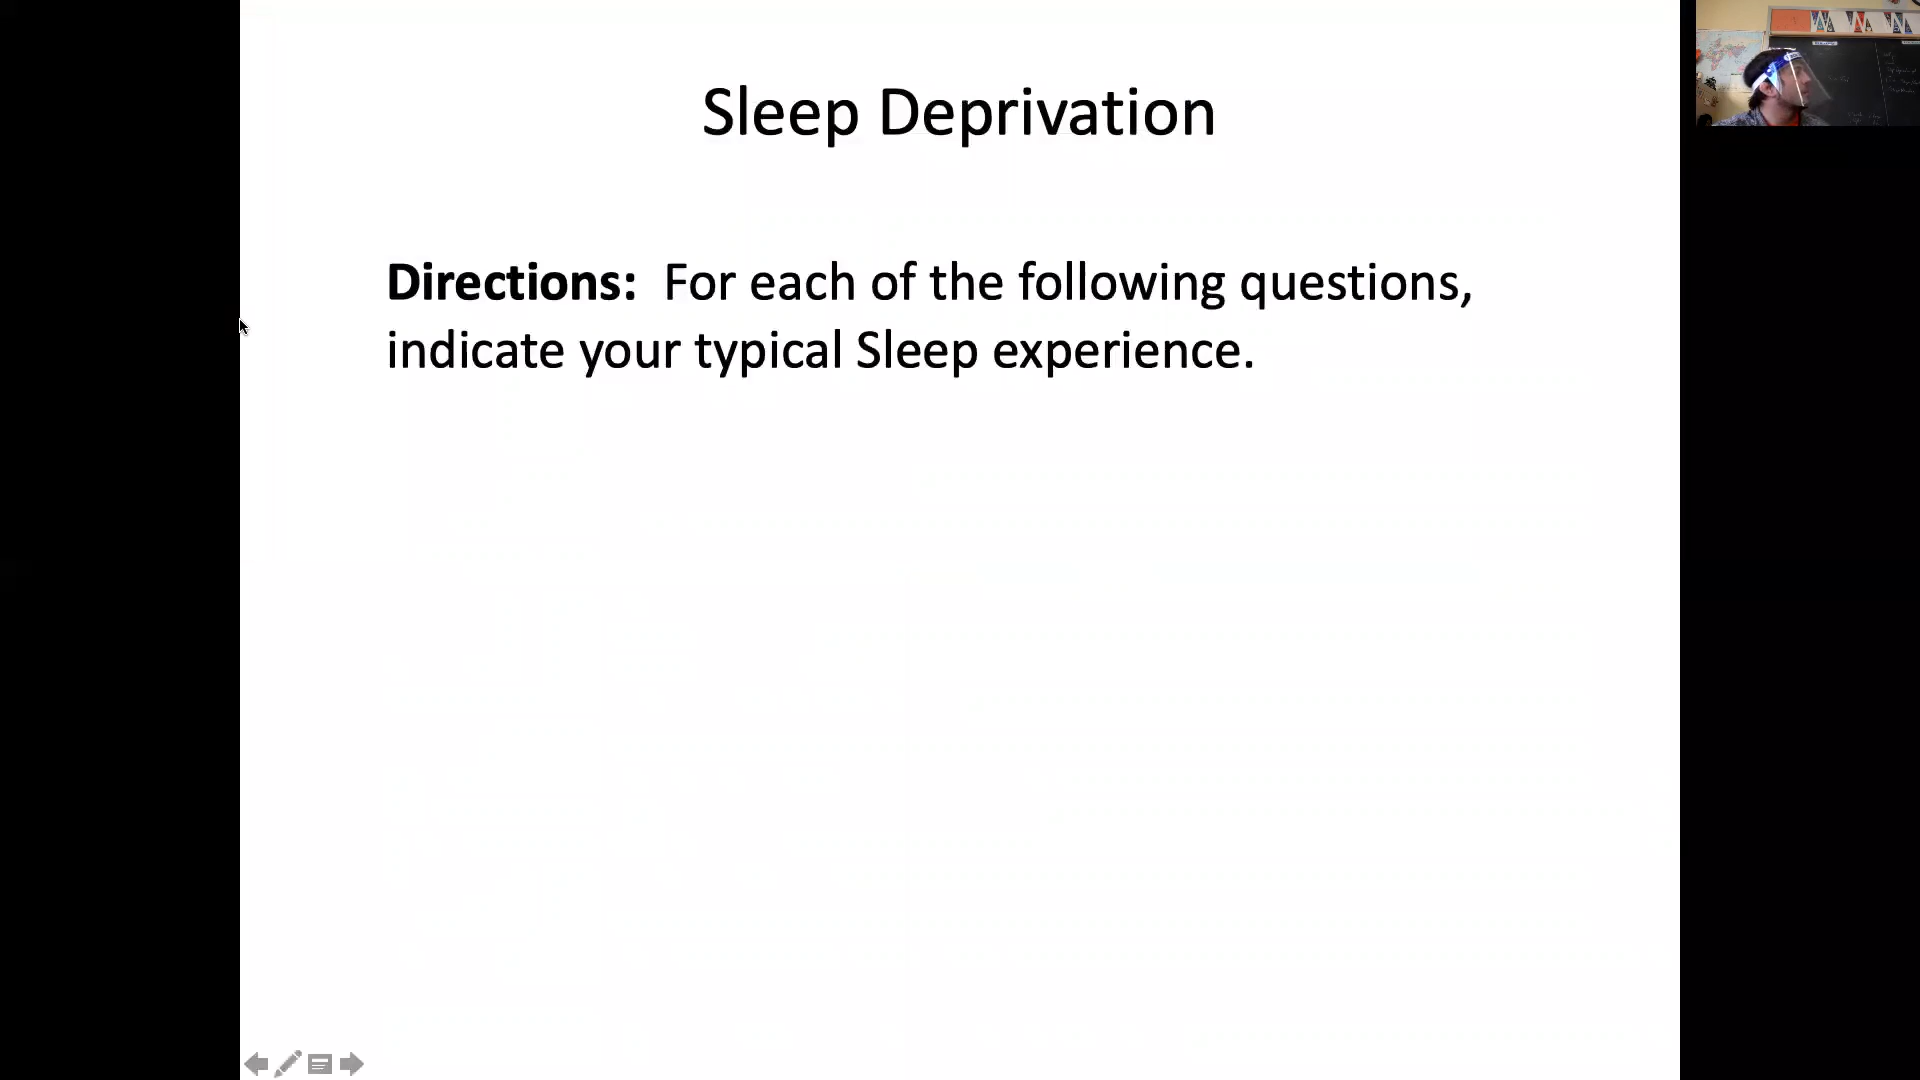 Sleep Deprivation
Directions: For each of the following questions,
indicate your typical Sleep experience.